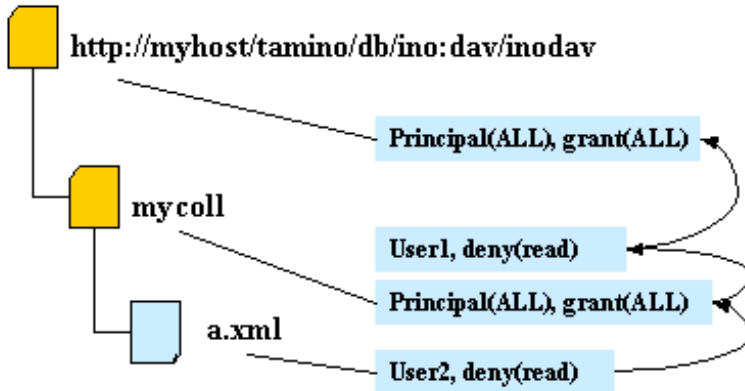 http://myhost/tamino/db/ino:dav/inodav
Principal(ALL), grant(ALL)
mycoll
User1, deny(read)
Principal(ALL), grant(ALL)
a.xml
User2, deny(read)